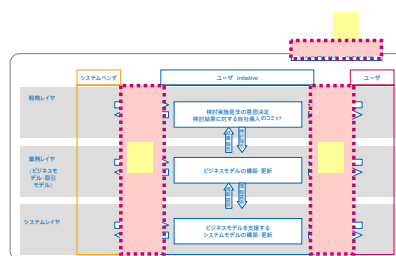 システムベンダ
ユーザ Initiative
ユーザ
戦略レイヤ
検討実施是非の意思決定
検討結果に対する自社導入のコミット
業務レイヤ
(ビジネスモ
デル・取引
モデル)
ビジネスモデルの構築・更新
システムレイヤ
ビジネスモデルを支援する
システムモデルの構築・更新